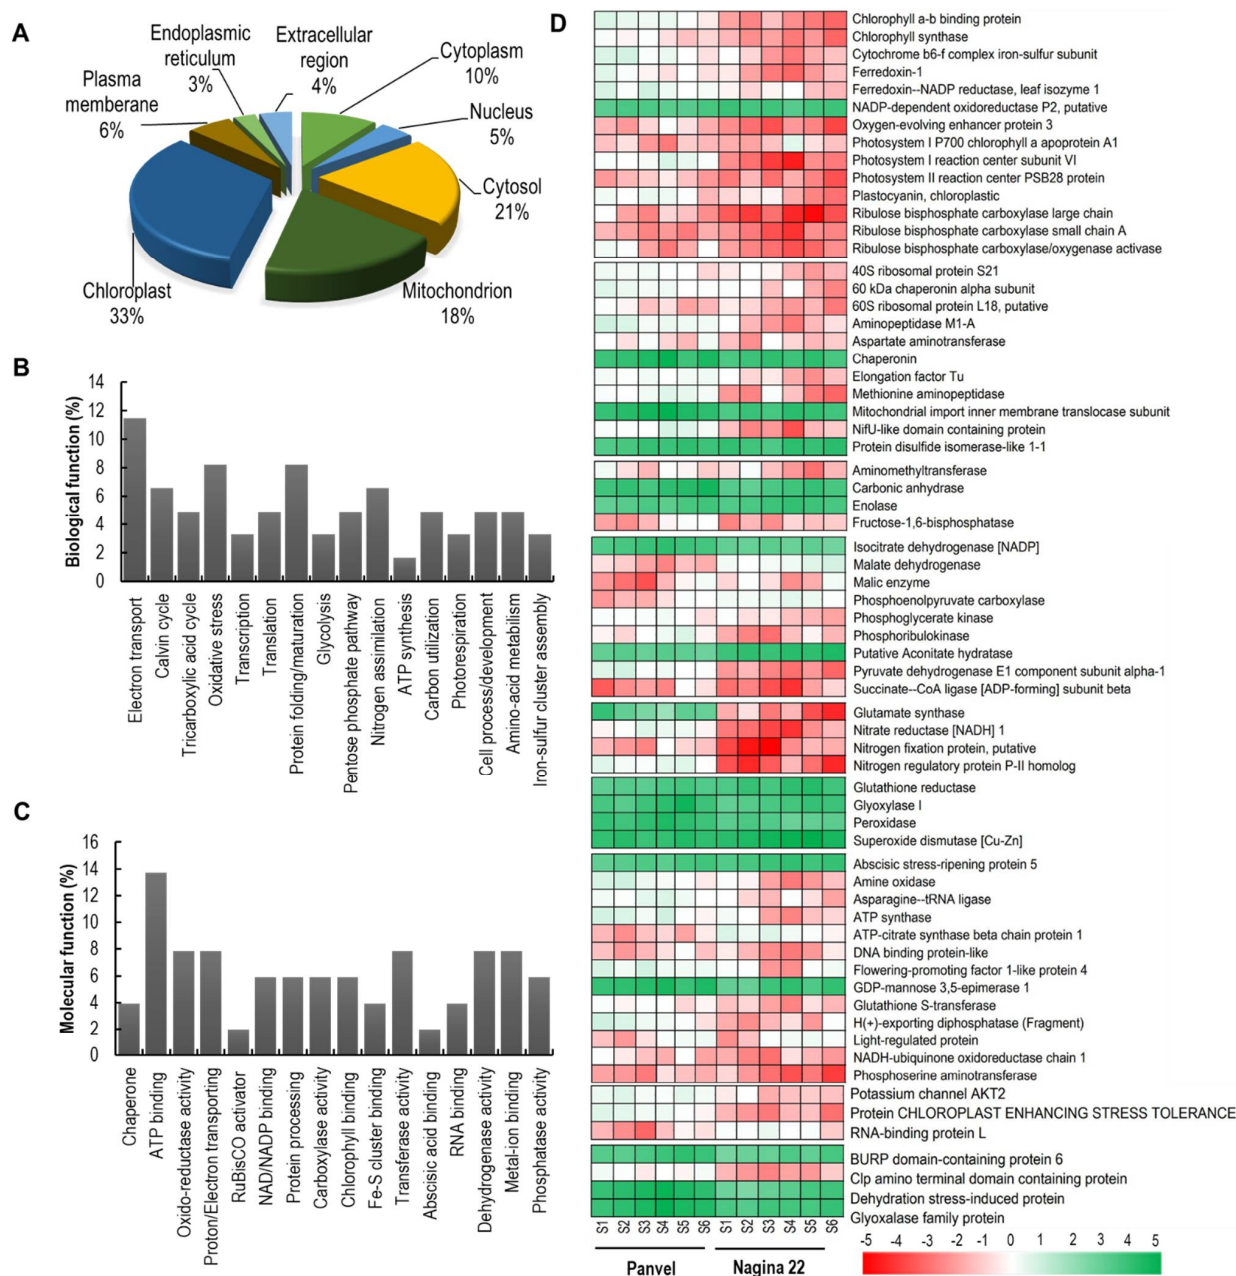 A
Endoplasmic
reticulum
3%
Extracellular
region
4%
Cytoplasm
10%
Plasma
memberane
6%
Nucleus
5%
Cytosol
21%
Chloroplast
33%
Mitochondrion
18%
B
Biological function (%)
14
12
10
8
6
4
2
0
Electron transport
Calvin cycle
Tricarboxylic acid cycle
Oxidative stress
Transcription
Translation
Protein folding/maturation
Glycolysis
Pentose phosphate pathway
Nitrogen assimilation
ATP synthesis
Carbon utilization
Photorespiration
Cell process/development
Amino-acid metabolism
Iron-sulfur cluster assembly
C
Molecular function (%)
16
14
12
10
8
6
4
2
0
Chaperone
ATP binding
Oxido-reductase activity
Proton/Electron transporting
RuBisCO activator
NAD/NADP binding
Protein processing
Carboxylase activity
Chlorophyll binding
Fe-S cluster binding
Transferase activity
Abscisic acid binding
RNA binding
Dehydrogenase activity
Metal-ion binding
Phosphatase activity
D
Chlorophyll a-b binding protein
Chlorophyll synthase
Cytochrome b6-f complex iron-sulfur subunit
Ferredoxin-1
Ferredoxin--NADP reductase, leaf isozyme 1
NADP-dependent oxidoreductase P2, putative
Oxygen-evolving enhancer protein 3
Photosystem I P700 chlorophyll a apoprotein A1
Photosystem I reaction center subunit VI
Photosystem II reaction center PSB28 protein
Plastocyanin, chloroplastic
Ribulose bisphosphate carboxylase large chain
Ribulose bisphosphate carboxylase small chain A
Ribulose bisphosphate carboxylase/oxygenase activase
40S ribosomal protein S21
60 kDa chaperonin alpha subunit
60S ribosomal protein L18, putative
Aminopeptidase M1-A
Aspartate aminotransferase
Chaperonin
Elongation factor Tu
Methionine aminopeptidase
Mitochondrial import inner membrane translocase subunit
NifU-like domain containing protein
Protein disulfide isomerase-like 1-1
Aminomethyltransferase
Carbonic anhydrase
Enolase
Fructose-1,6-bisphosphatase
Isocitrate dehydrogenase [NADP]
Malate dehydrogenase
Malic enzyme
Phosphoenolpyruvate carboxylase
Phosphoglycerate kinase
Phosphoribulokinase
Putative Aconitate hydratase
Pyruvate dehydrogenase E1 component subunit alpha-1
Succinate--CoA ligase [ADP-forming] subunit beta
Glutamate synthase
Nitrate reductase [NADH] 1
Nitrogen fixation protein, putative
Nitrogen regulatory protein P-II homolog
Glutathione reductase
Glyoxylase I
Peroxidase
Superoxide dismutase [Cu-Zn]
Abscisic stress-ripening protein 5
Amine oxidase
Asparagine--tRNA ligase
ATP synthase
ATP-citrate synthase beta chain protein 1
DNA binding protein-like
Flowering-promoting factor 1-like protein 4
GDP-mannose 3,5-epimerase 1
Glutathione S-transferase
H(+)-exporting diphosphatase (Fragment)
Light-regulated protein
NADH-ubiquinone oxidoreductase chain 1
Phosphoserine aminotransferase
Potassium channel AKT2
Protein CHLOROPLAST ENHANCING STRESS TOLERANCE
RNA-binding protein L
BURP domain-containing protein 6
Clp amino terminal domain containing protein
Dehydration stress-induced protein
Glyoxalase family protein
S1 S2 S3 S4 S5 S6 S1 S2 S3 S4 S5 S6
Panvel Nagina 22
-5 -3 -2 -1 0 1 2 3 5